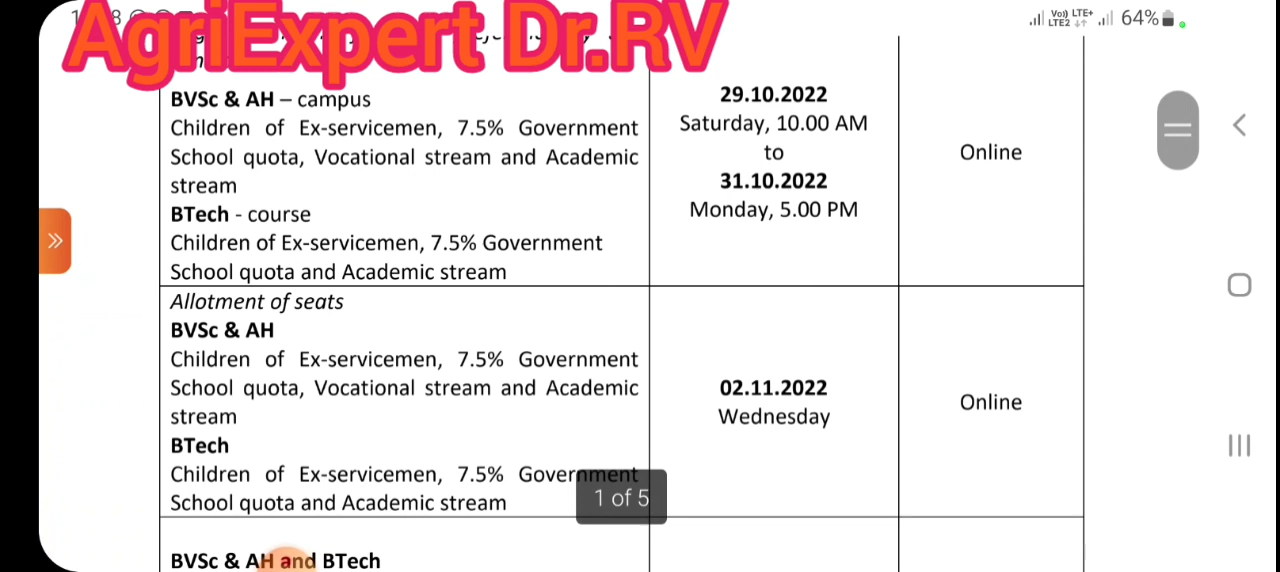 AgriExpert Dr.RV
Vo)) LTE+
LTE2
64%
BVSc & AH – campus
Children of Ex-servicemen, 7.5% Government
School quota, Vocational stream and Academic
stream
BTech - course
Children of Ex-servicemen, 7.5% Government
School quota and Academic stream
29.10.2022
Saturday, 10.00 AM
to
31.10.2022
Monday, 5.00 PM
Online
Allotment of seats
BVSc & AH
Children of Ex-servicemen, 7.5% Government
School quota, Vocational stream and Academic
stream
BTech
Children of Ex-servicemen, 7.5% Government
School quota and Academic stream
02.11.2022
Wednesday
Online
1 of 5
BVSc & AH and BTech